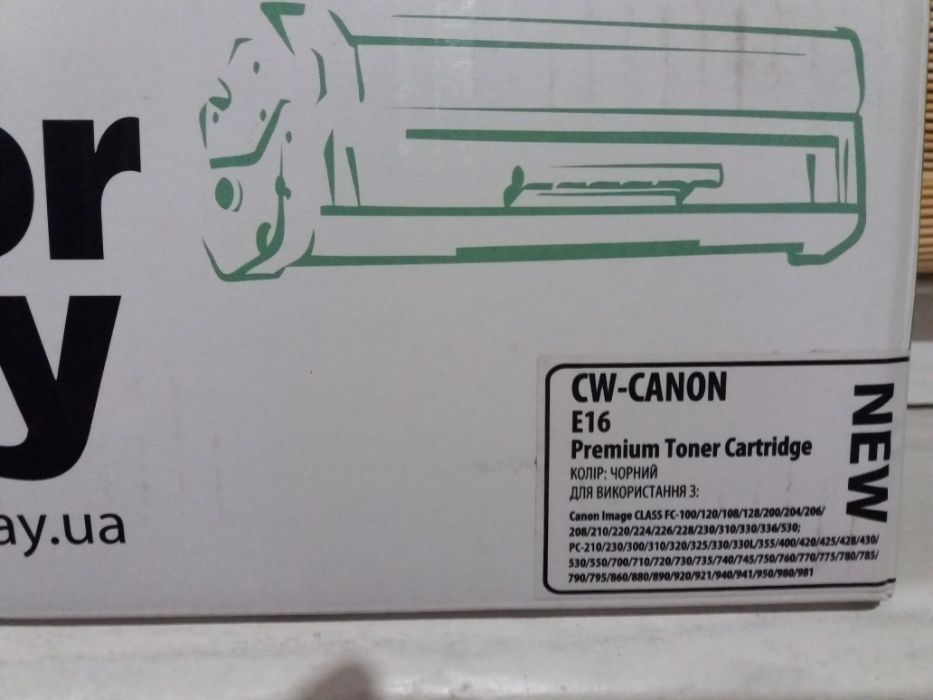 or
y
ay.ua
CW-CANON
E16
Premium Toner Cartridge
КОЛІР: ЧОРНИЙ
ДЛЯ ВИКОРИСТАННЯ З:
Canon Image CLASS FC-100/120/108/128/200/204/206/
208/210/220/224/226/228/230/310/330/336/530;
PC-210/230/300/310/320/325/330/330L/355/400/420/425/428/430/
530/550/700/710/720/730/735/740/745/750/760/770/775/780/785/
790/795/860/880/890/920/921/940/941/950/980/981
NEW